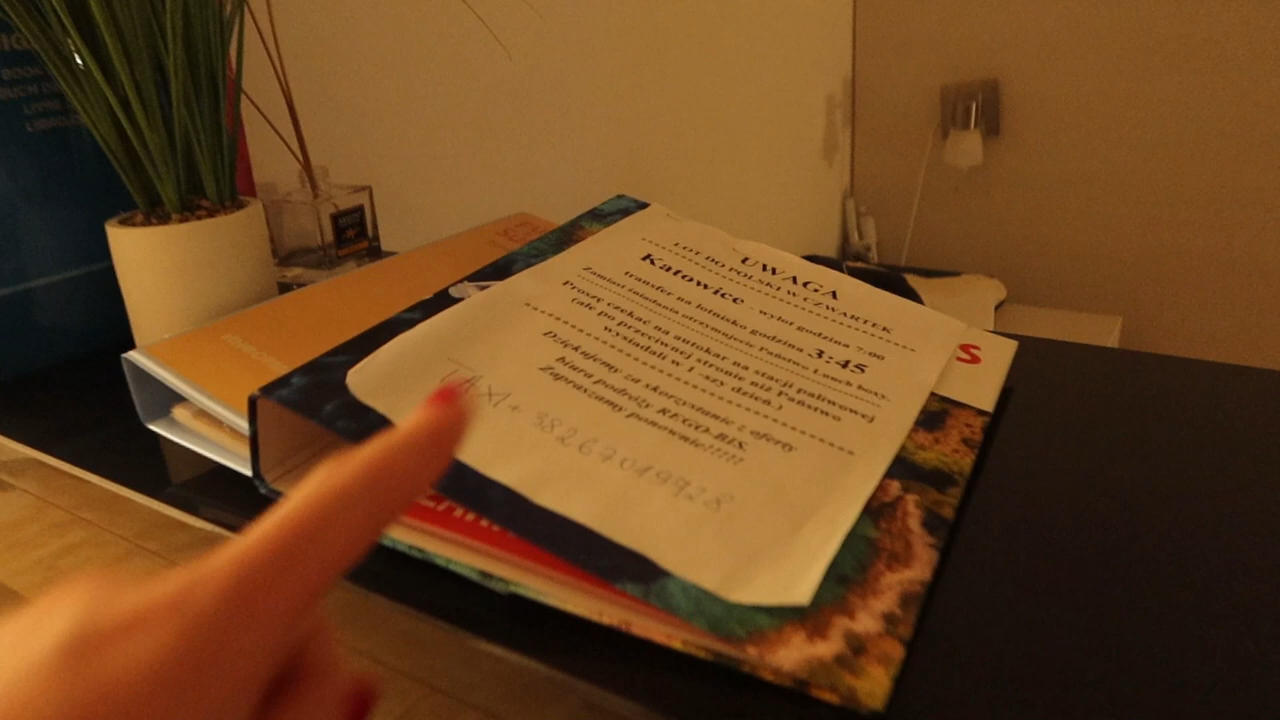 UWAGA
LOT DO POLSKI W CZWARTEK
Katowice - wylot godzina 7:00
transfer na lotnisko godzina 3:45
Zamiast śniadania otrzymujecie Państwo Lunch boxy.
Proszę czekać na autokar na stacji paliwowej
(ale po przeciwnej stronie niż Państwo
wysiadali w 1-szy dzień.)
Dziękujemy za skorzystanie z oferty
biura podróży REGO-BIS.
Zapraszamy ponownie!!!!!
TAXI + 38267019928
S